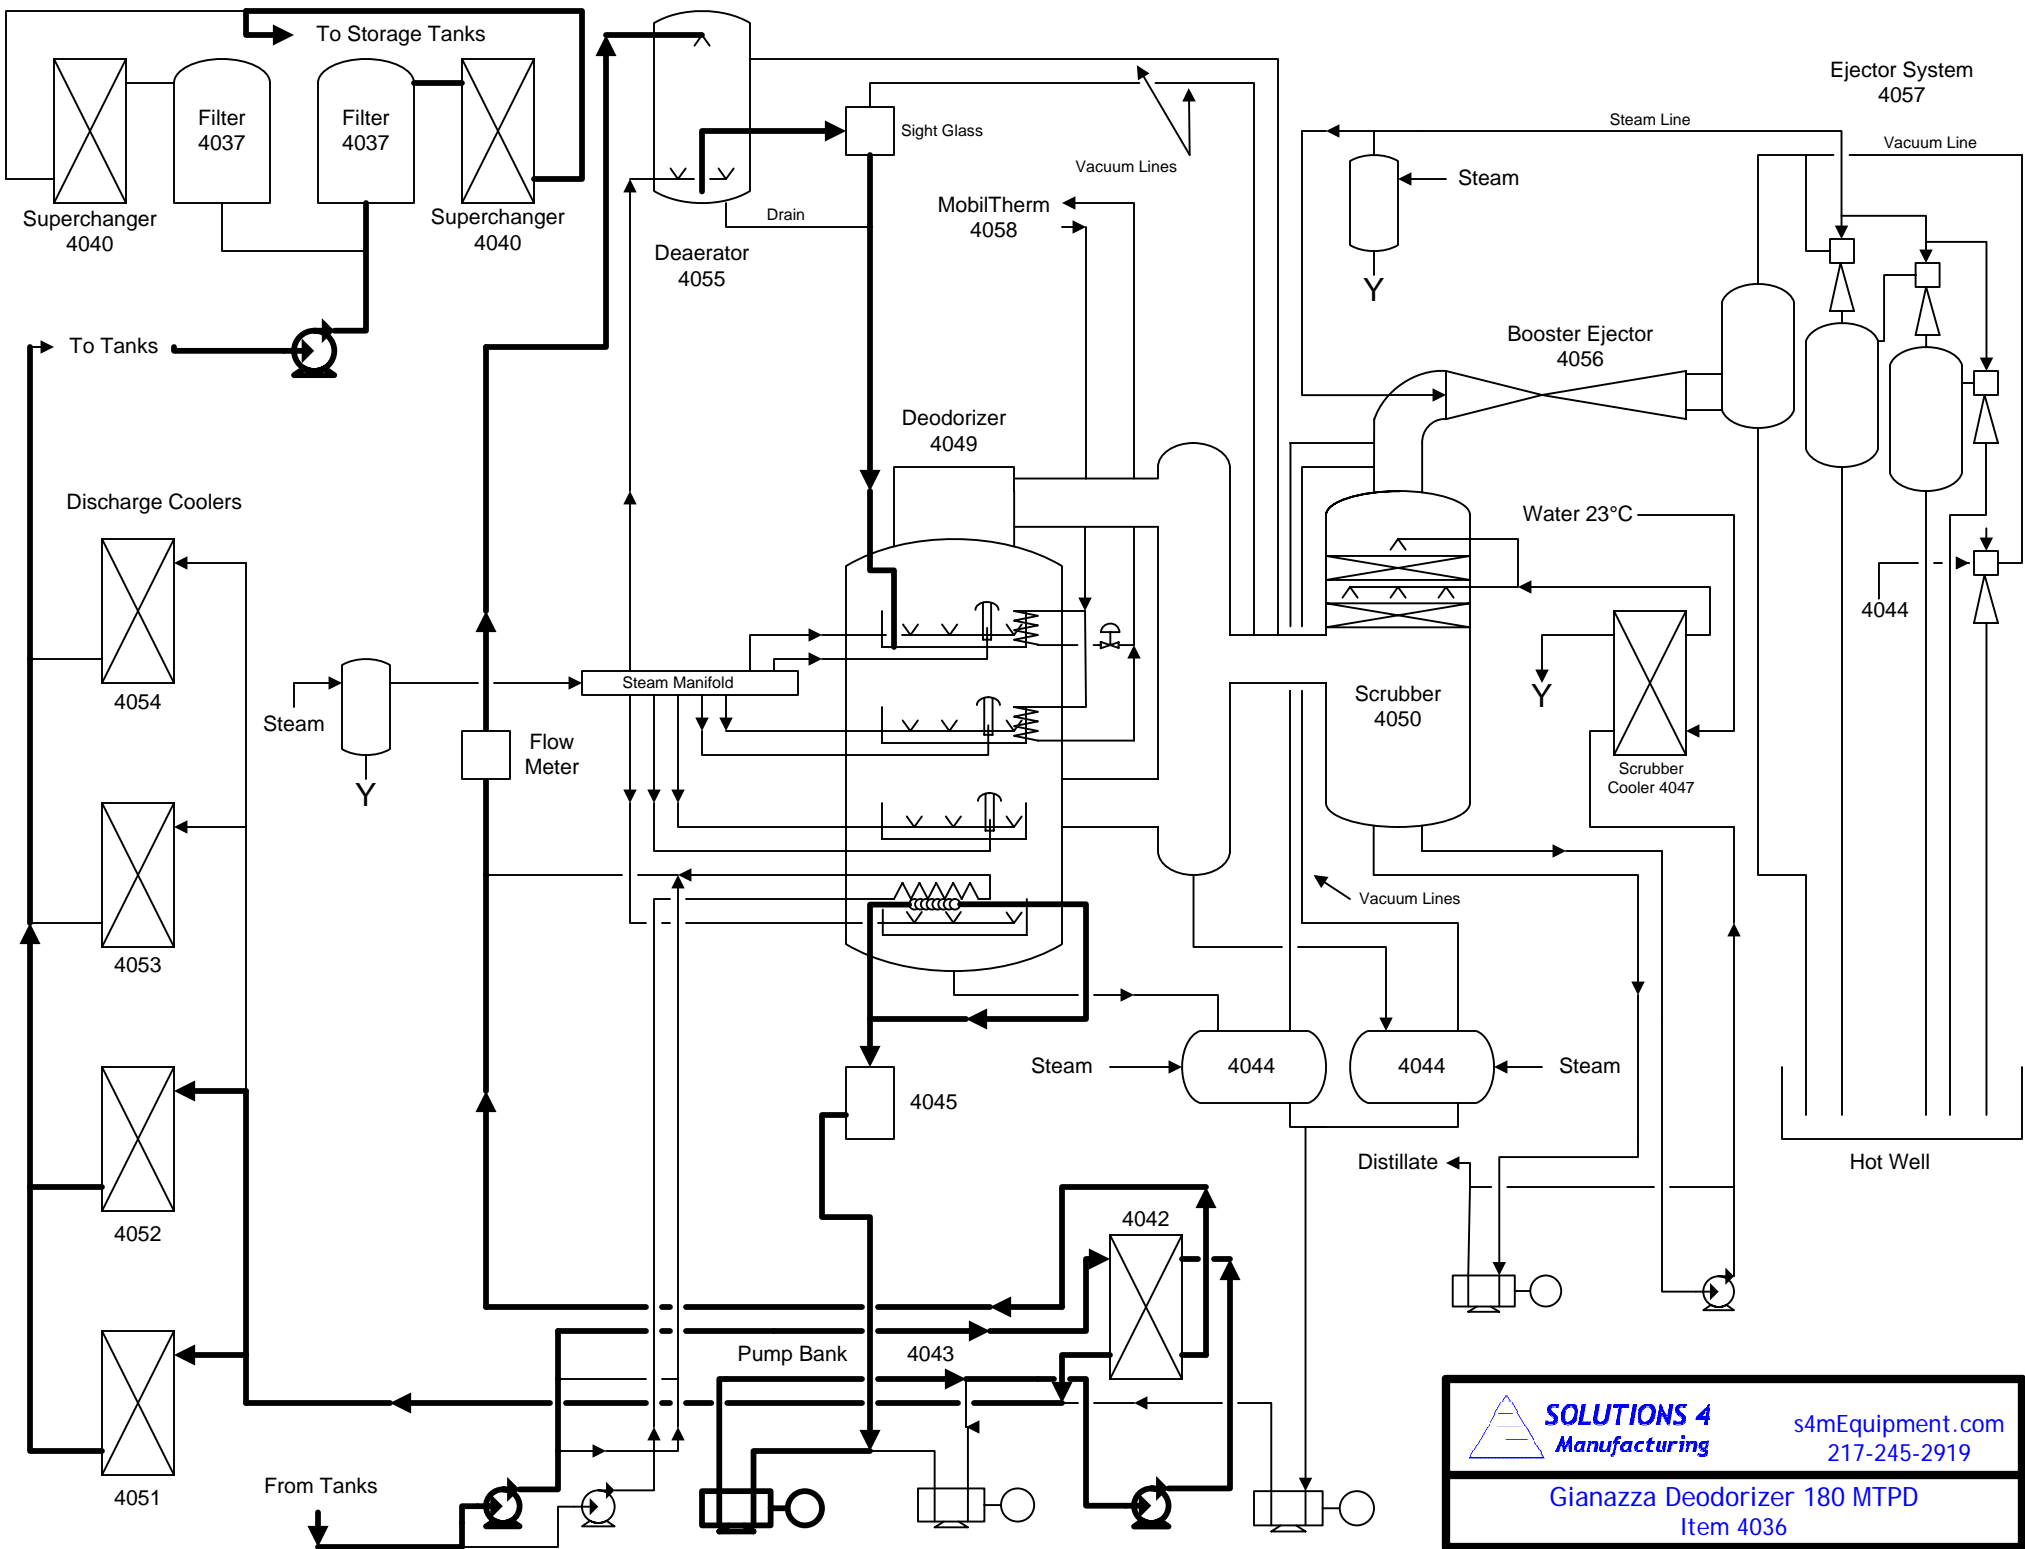 To Storage Tanks
Filter
4037
Filter
4037
Superchanger
4040
Superchanger
4040
To Tanks
Sight Glass
Drain
Deaerator
4055
Vacuum Lines
MobilTherm
4058
Steam Line
Ejector System
4057
Vacuum Line
Steam
Y
Booster Ejector
4056
Deodorizer
4049
Discharge Coolers
4054
4053
4052
4051
Steam
Y
Steam Manifold
Flow
Meter
Water 23°C
Scrubber
4050
Y
Scrubber
Cooler 4047
4044
Vacuum Lines
Steam
4044
4044
Steam
4045
Distillate
Hot Well
4042
Pump Bank
4043
From Tanks
SOLUTIONS 4
Manufacturing
s4mEquipment.com
217-245-2919
Gianazza Deodorizer 180 MTPD
Item 4036